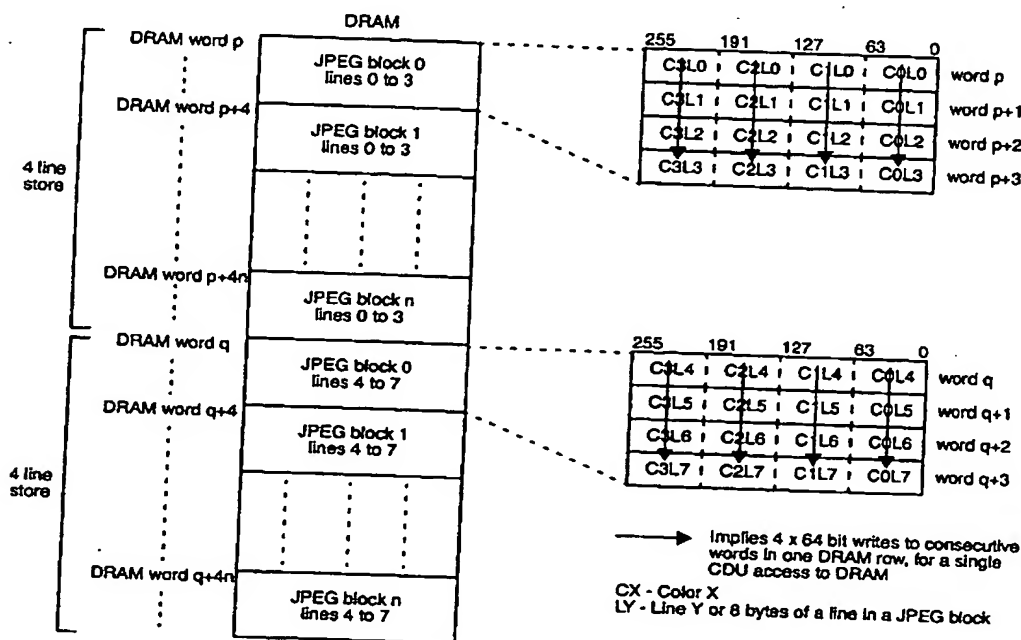 DRAM
DRAM word p
JPEG block 0
lines 0 to 3
DRAM word p+4
JPEG block 1
lines 0 to 3
4 line
store
DRAM word p+4n
JPEG block n
lines 0 to 3
DRAM word q
JPEG block 0
lines 4 to 7
DRAM word q+4
JPEG block 1
lines 4 to 7
4 line
store
DRAM word q+4n
JPEG block n
lines 4 to 7
255 191 127 63 0
C3L0 C2L0 C1L0 C0L0 word p
C3L1 C2L1 C1L1 C0L1 word p+1
C3L2 C2L2 C1L2 C0L2 word p+2
C3L3 C2L3 C1L3 C0L3 word p+3
255 191 127 63 0
C3L4 C2L4 C1L4 C0L4 word q
C3L5 C2L5 C1L5 C0L5 word q+1
C3L6 C2L6 C1L6 C0L6 word q+2
C3L7 C2L7 C1L7 C0L7 word q+3
Implies 4 x 64 bit writes to consecutive
words in one DRAM row, for a single
CDU access to DRAM
CX - Color X
LY - Line Y or 8 bytes of a line in a JPEG block